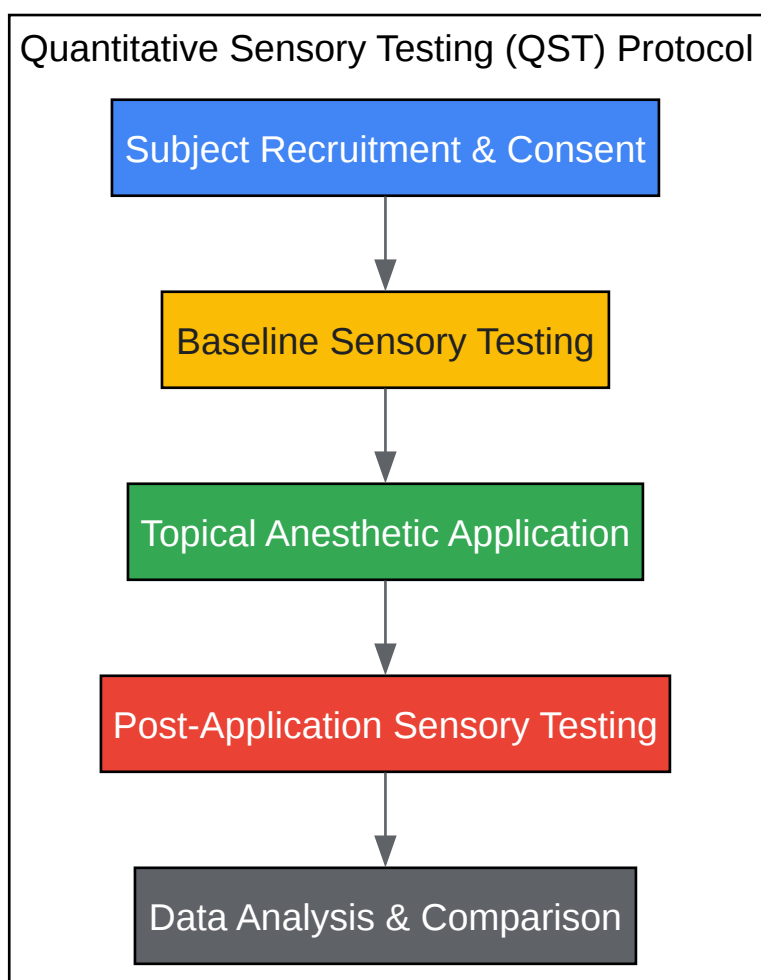 Quantitative Sensory Testing (QST) Protocol
Subject Recruitment & Consent
Baseline Sensory Testing
Topical Anesthetic Application
Post-Application Sensory Testing
Data Analysis & Comparison